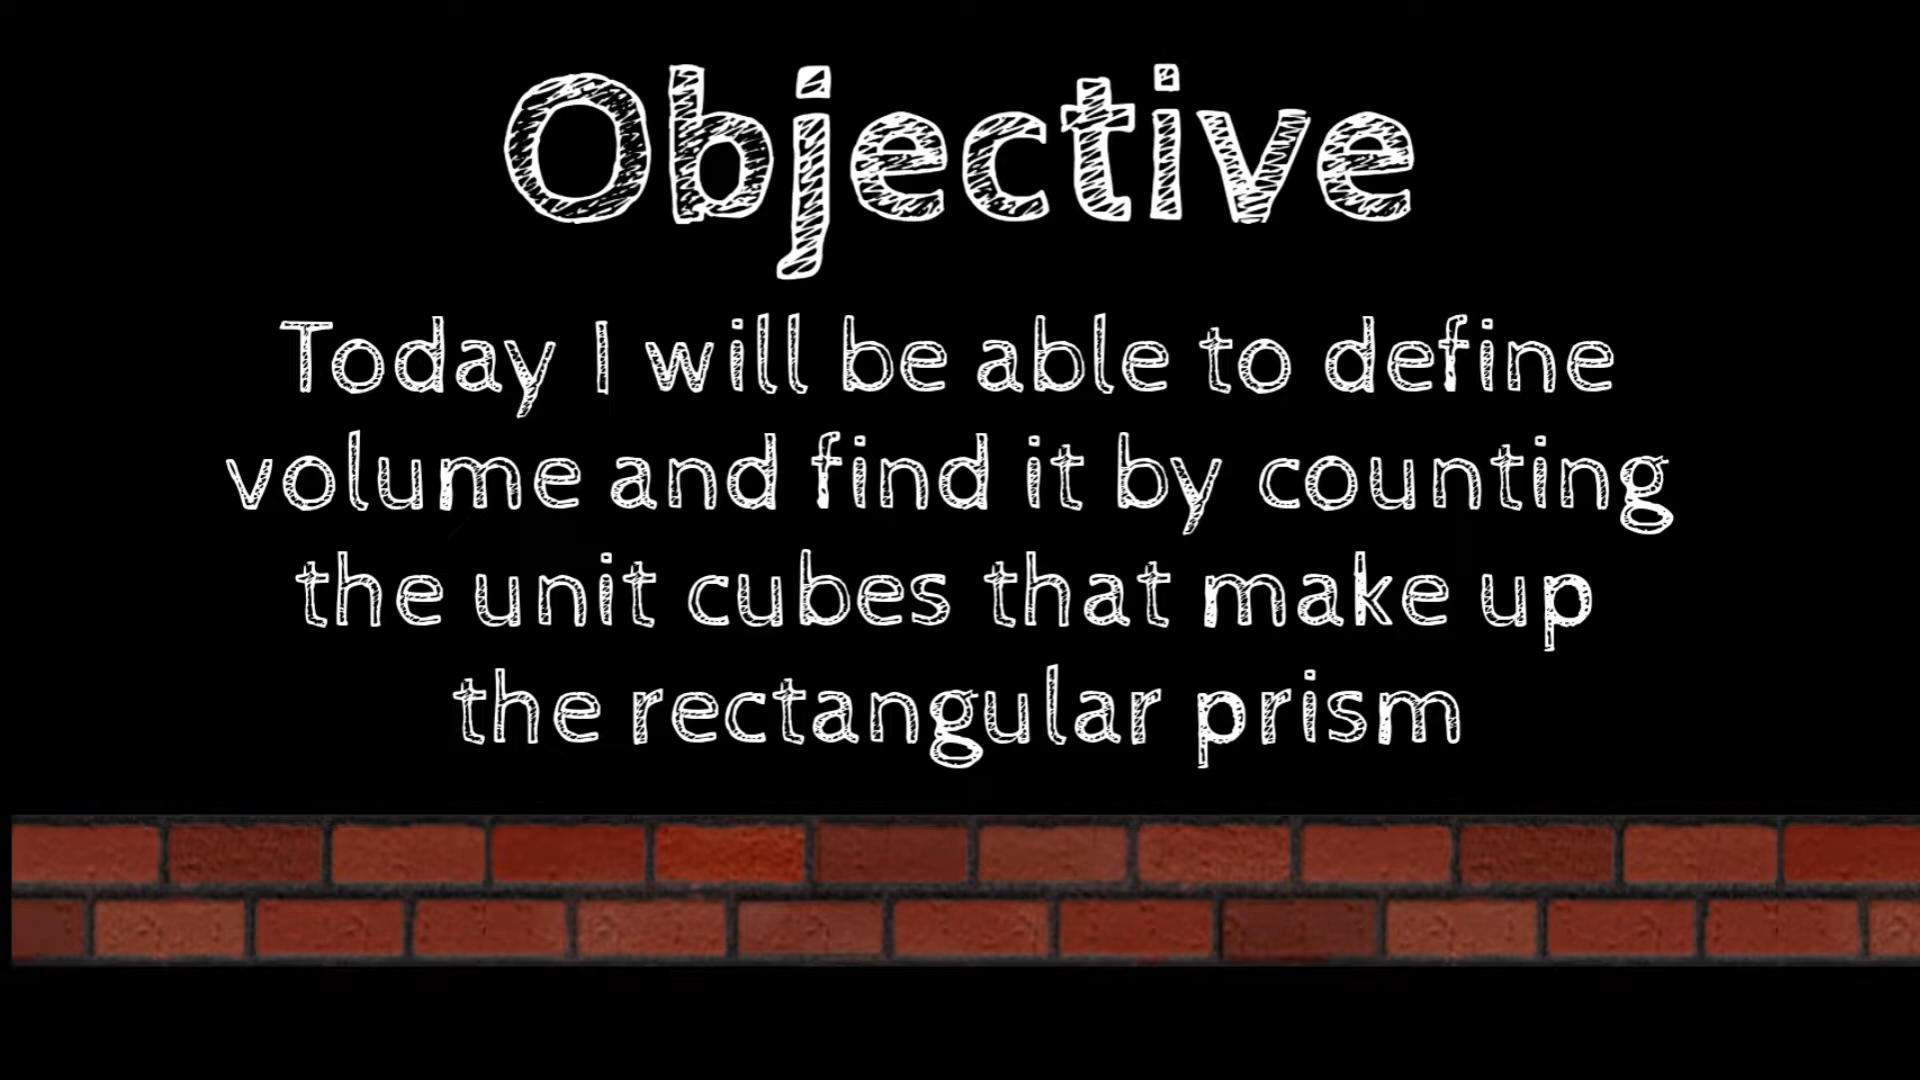 Objective
Today I will be able to define
volume and find it by counting
the unit cubes that make up
the rectangular prism